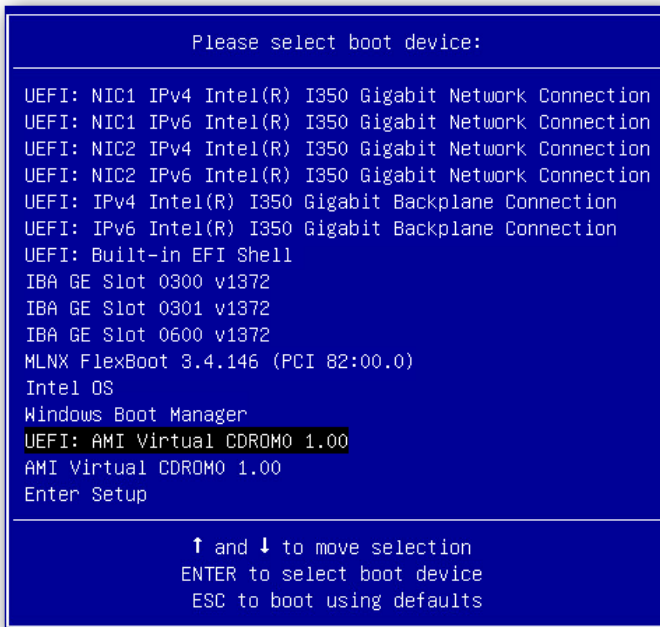 Please select boot device:
UEFI: NIC1 IPv4 Intel(R) I350 Gigabit Network Connection
UEFI: NIC1 IPv6 Intel(R) I350 Gigabit Network Connection
UEFI: NIC2 IPv4 Intel(R) I350 Gigabit Network Connection
UEFI: NIC2 IPv6 Intel(R) I350 Gigabit Network Connection
UEFI: IPv4 Intel(R) I350 Gigabit Backplane Connection
UEFI: IPv6 Intel(R) I350 Gigabit Backplane Connection
UEFI: Built-in EFI Shell
IBA GE Slot 0300 v1372
IBA GE Slot 0301 v1372
IBA GE Slot 0600 v1372
MLNX FlexBoot 3.4.146 (PCI 82:00.0)
Intel OS
Windows Boot Manager
UEFI: AMI Virtual CDROM0 1.00
AMI Virtual CDROM0 1.00
Enter Setup
↑ and ↓ to move selection
ENTER to select boot device
ESC to boot using defaults